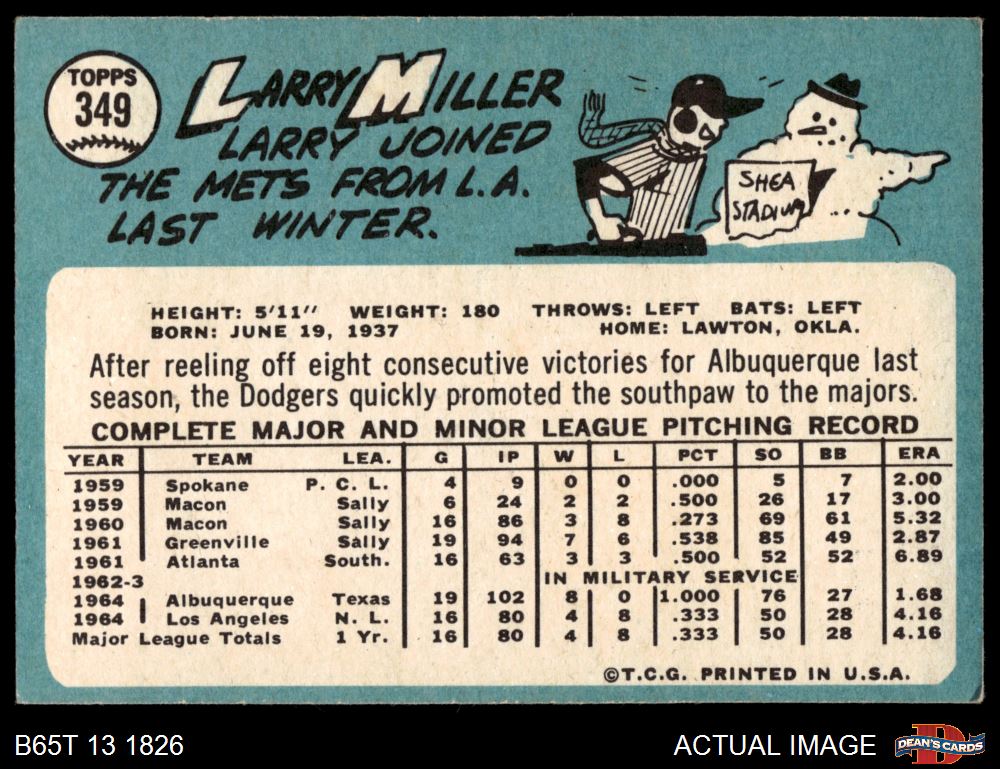 TOPPS
349
LARRY MILLER
LARRY JOINED
THE METS FROM L.A.
LAST WINTER.
SHEA
STADIUM
HEIGHT: 5'11" WEIGHT: 180 THROWS: LEFT BATS: LEFT
BORN: JUNE 19, 1937 HOME: LAWTON, OKLA.
After reeling off eight consecutive victories for Albuquerque last
season, the Dodgers quickly promoted the southpaw to the majors.
COMPLETE MAJOR AND MINOR LEAGUE PITCHING RECORD
YEAR TEAM LEA. G IP W L PCT SO BB ERA
1959 Spokane P. C. L. 4 9 0 0 .000 5 7 2.00
1959 Macon Sally 6 24 2 2 .500 26 17 3.00
1960 Macon Sally 16 86 3 8 .273 69 61 5.32
1961 Greenville Sally 19 94 7 6 .538 85 49 2.87
1961 Atlanta South. 16 63 3 3 .500 52 52 6.89
1962-3 IN MILITARY SERVICE
1964 Albuquerque Texas 19 102 8 0 1.000 76 27 1.68
1964 Los Angeles N. L. 16 80 4 8 .333 50 28 4.16
Major League Totals 1 Yr. 16 80 4 8 .333 50 28 4.16
©T.C.G. PRINTED IN U.S.A.
B65T 13 1826 ACTUAL IMAGE
D
DEAN'S CARDS